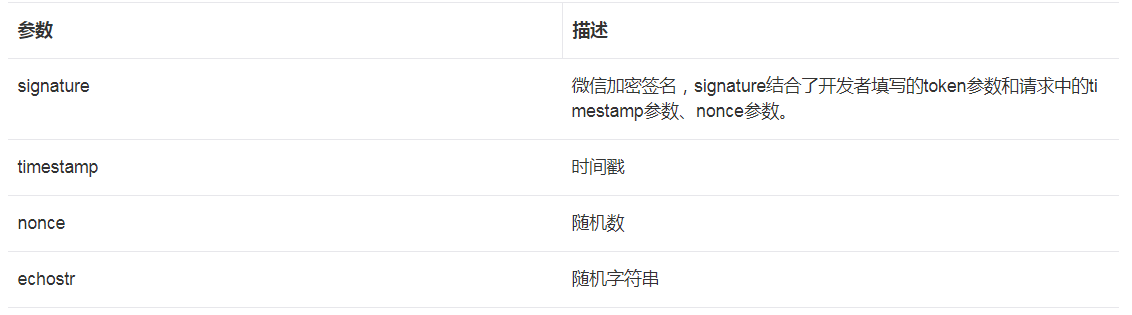 参数 描述
signature 微信加密签名，signature结合了开发者填写的token参数和请求中的ti
mestamp参数、nonce参数。
timestamp 时间戳
nonce 随机数
echostr 随机字符串